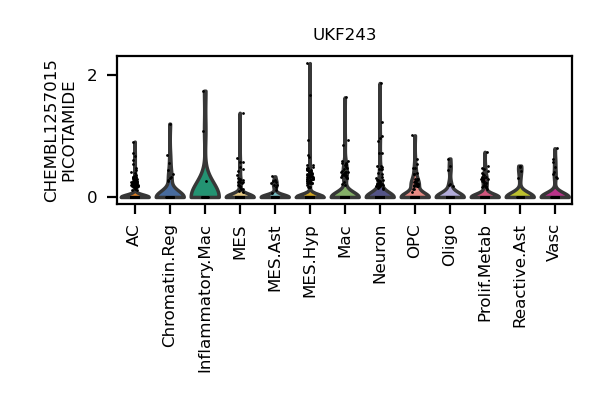 UKF243
CHEMBL1257015
PICOTAMIDE
2
0
AC
Chromatin.Reg
Inflammatory.Mac
MES
MES.Ast
MES.Hyp
Mac
Neuron
OPC
Oligo
Prolif.Metab
Reactive.Ast
Vasc